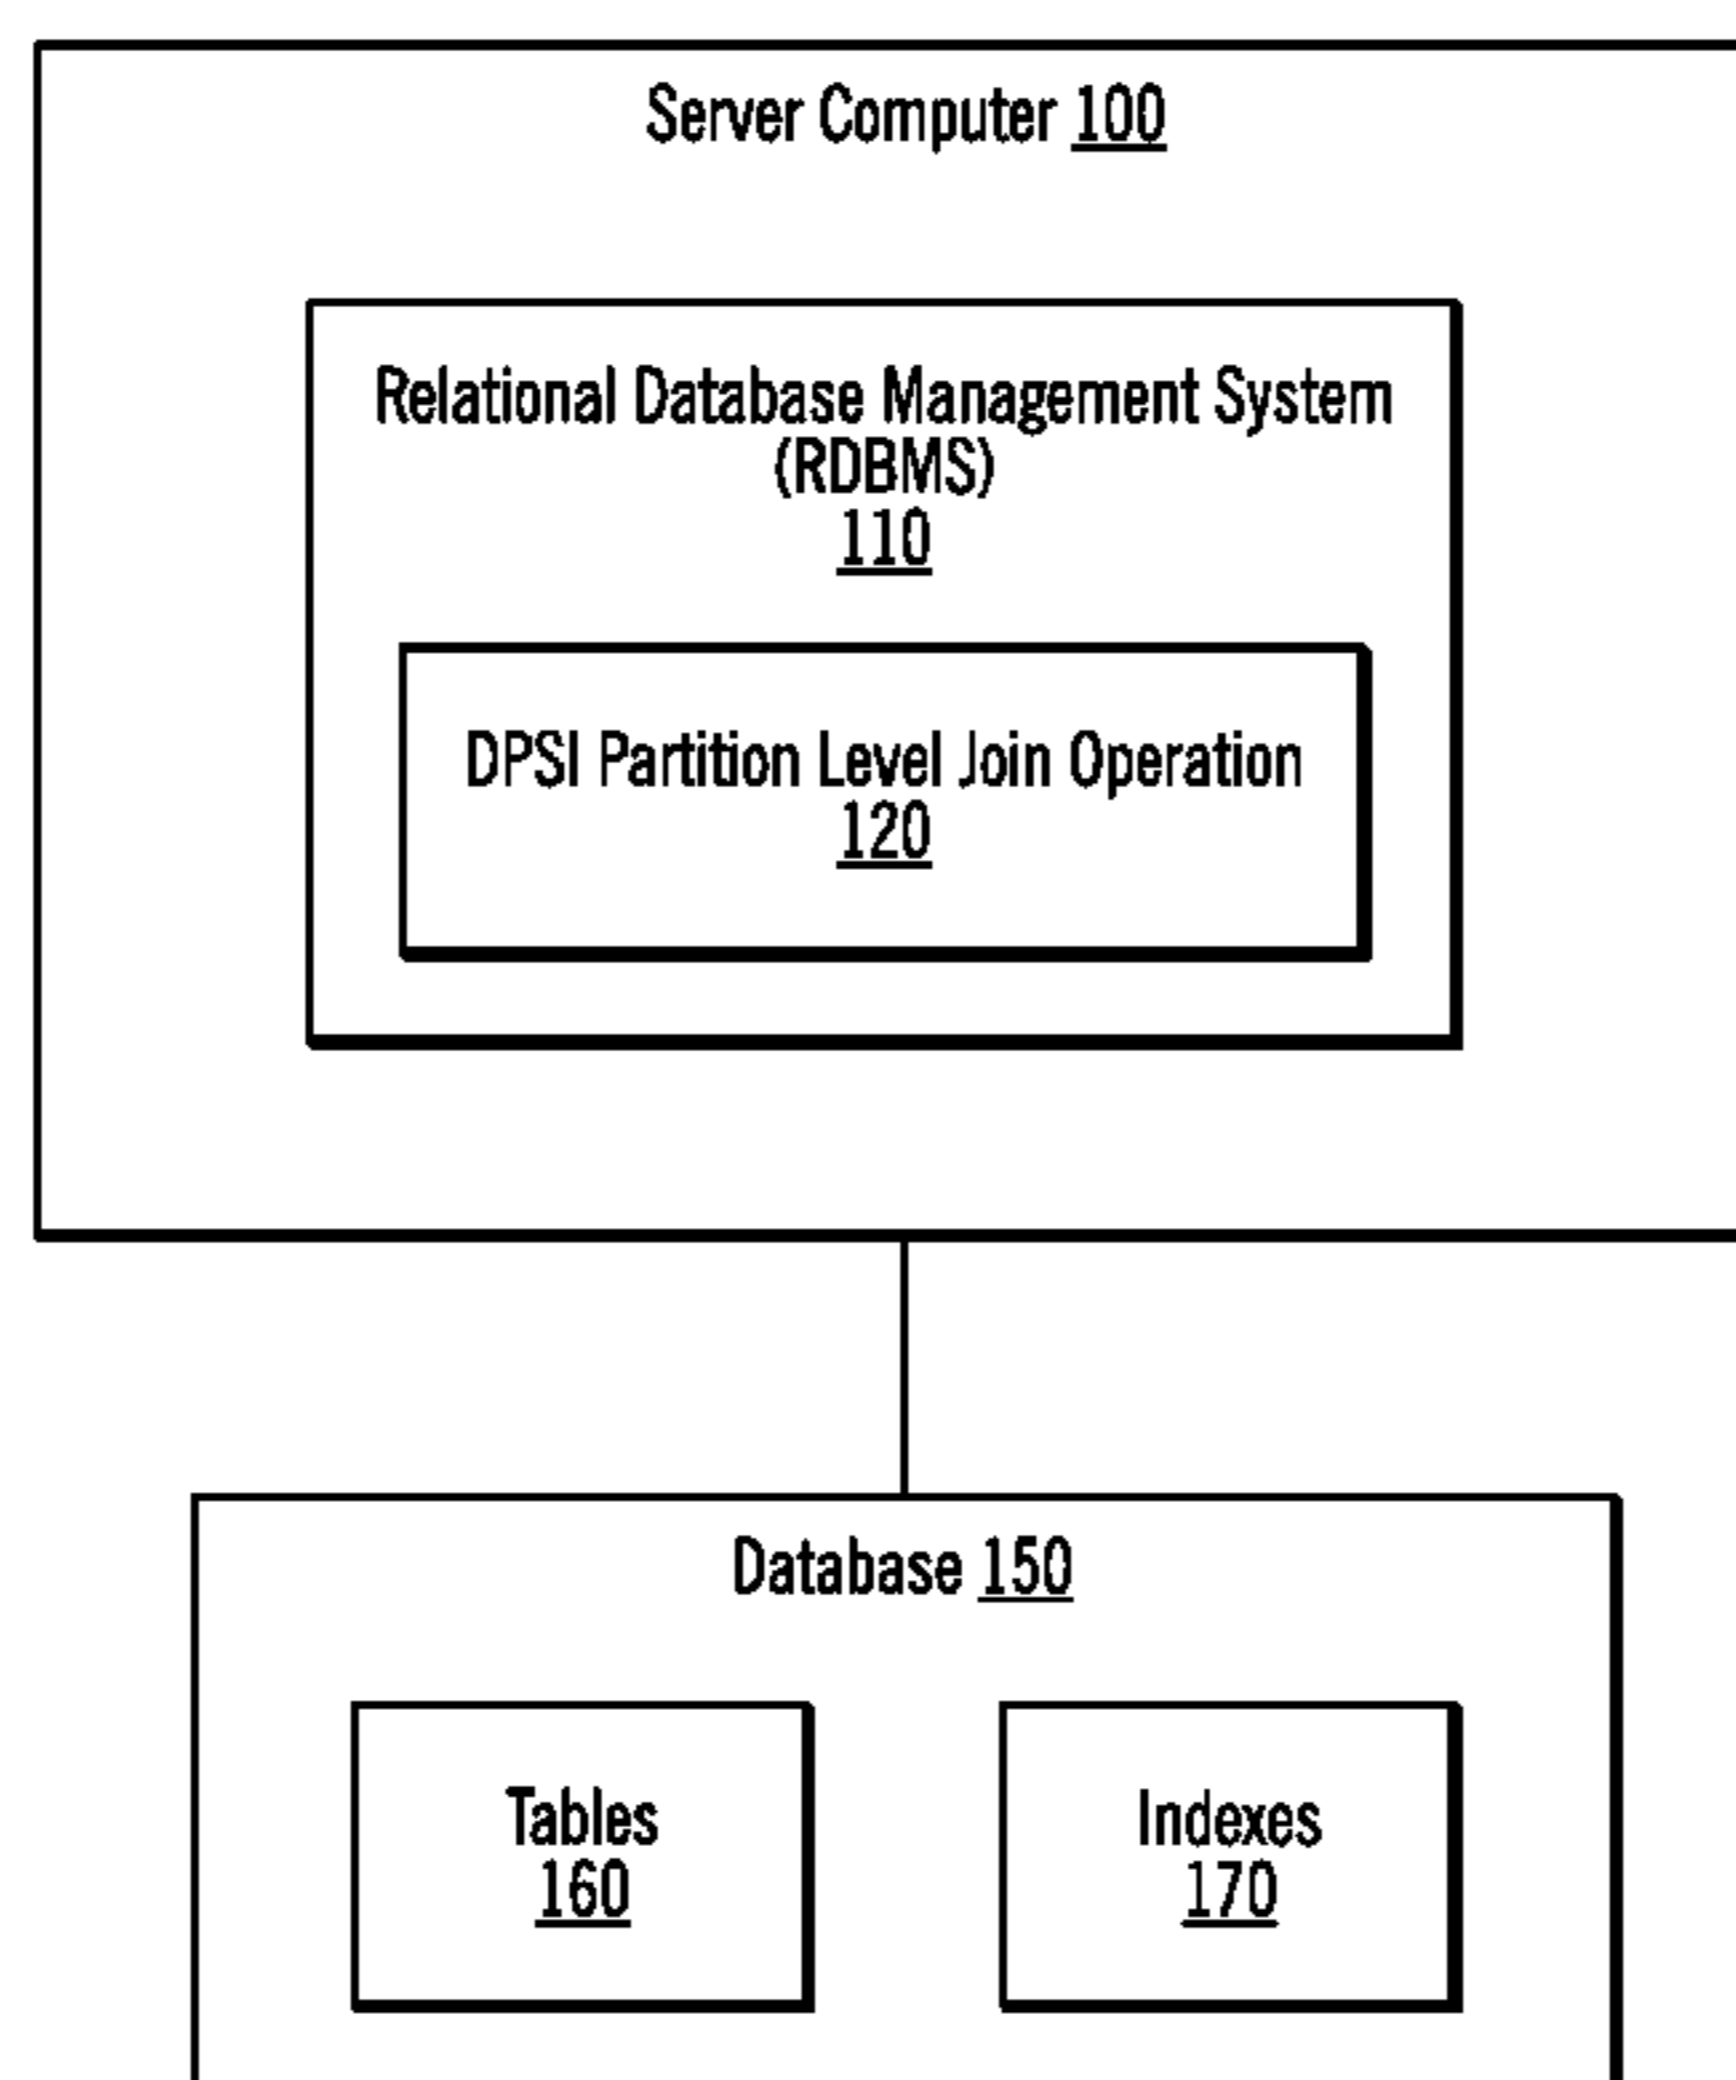 Server Computer 100
Relational Database Management System
(RDBMS)
110
DPSI Partition Level Join Operation
120
Database 150
Tables
160
Indexes
170